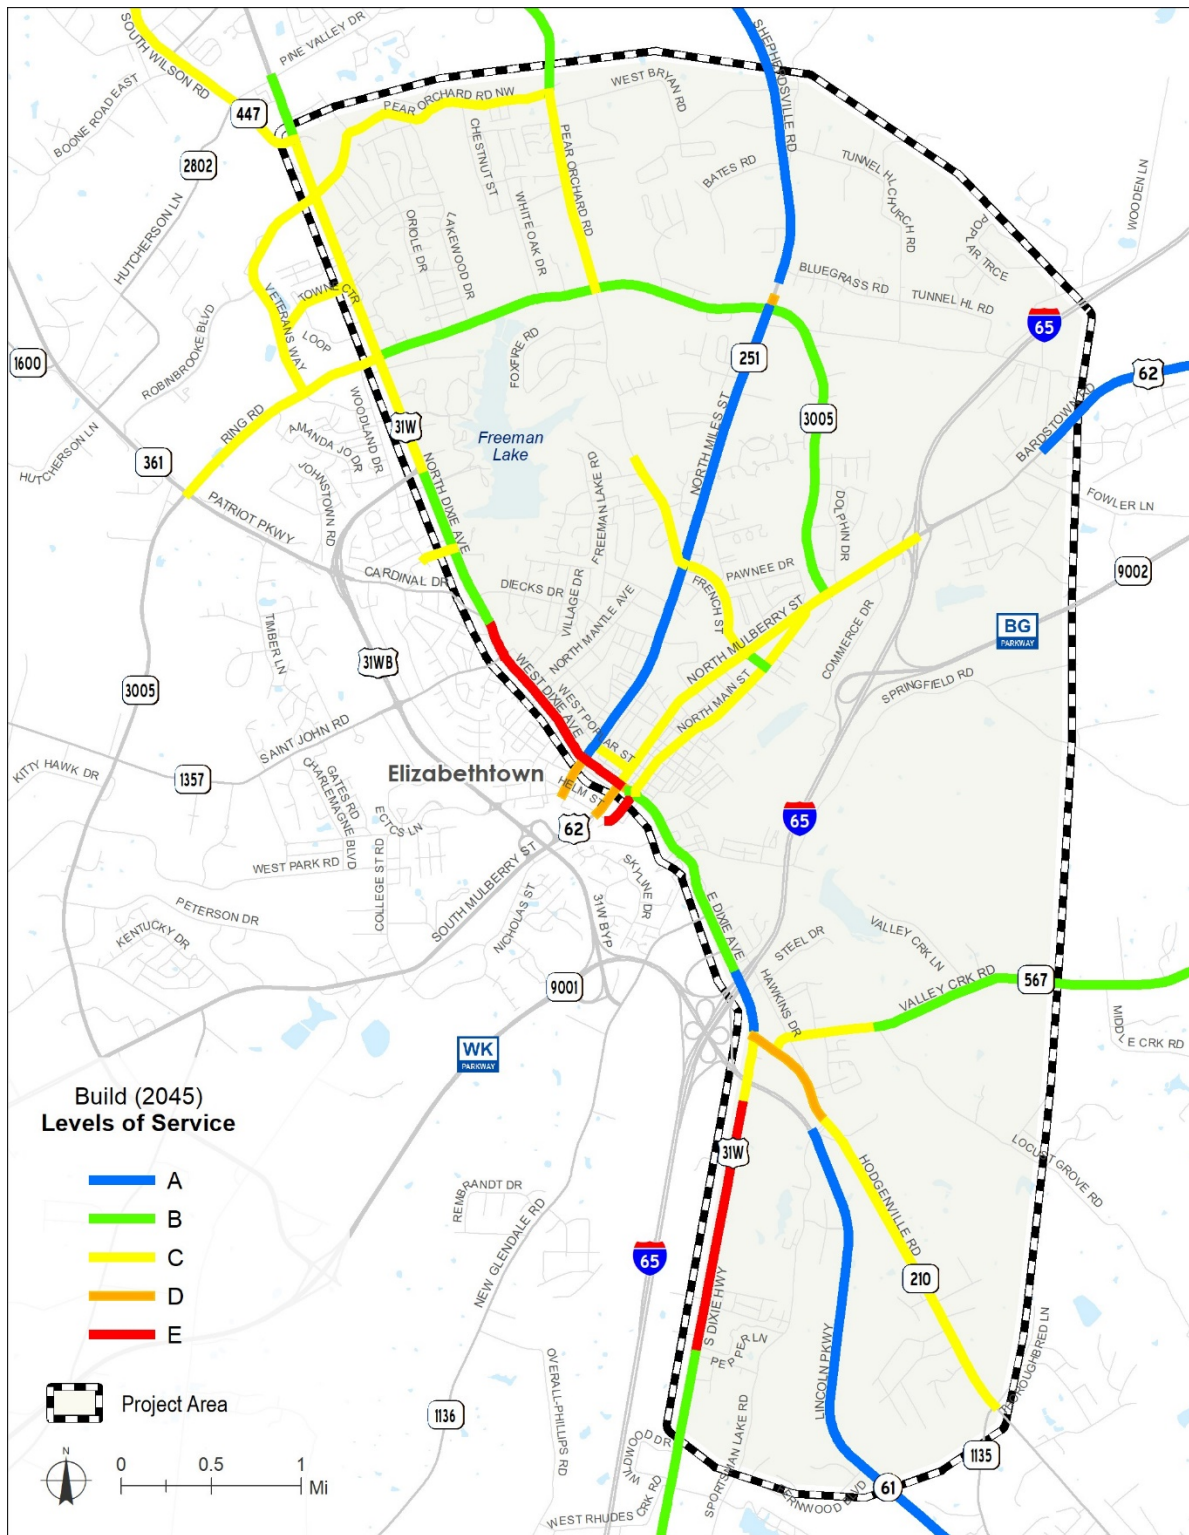 SOUTH WILSON RD
PINE VALLEY DR
SHEPHERDSVILLE RD
BOONE ROAD EAST
447
PEAR ORCHARD RD NW
WEST BRYAN RD
2802
CHESTNUT ST
PEAR ORCHARD RD
BATES RD
TUNNEL HL CHURCH RD
WOODEN LN
HUTCHERSON LN
ORIOLE DR
LAKEWOOD DR
WHITE OAK DR
POPLAR TRCE
BLUEGRASS RD
TUNNEL HL RD
65
TOWNE CTR
VETERANS WAY
LOOP
ROBINBROOKE BLVD
FOXFIRE RD
251
1600
62
WOODLAND DR
3005
BARDSTOWN RD
RING RD
31W
NORTH MILES ST
Freeman
Lake
HUTCHERSON LN
AMANDA JO DR
361
JOHNSTOWN RD
NORTH DIXIE AVE
FREEMAN LAKE RD
DOLPHIN DR
FOWLER LN
PATRIOT PKWY
CARDINAL DR
DIECKS DR
VILLAGE DR
PAWNEE DR
9002
FRENCH ST
NORTH MANTLE AVE
NORTH MULBERRY ST
COMMERCE DR
BG
PARKWAY
TIMBER LN
31WB
3005
WEST DIXIE AVE
WEST POPLAR ST
NORTH MAIN ST
SPRINGFIELD RD
SAINT JOHN RD
KITTY HAWK DR
1357
Elizabethtown
HELM ST
GATES RD
CHARLEMAGNE BLVD
ECTCS LN
62
65
WEST PARK RD
COLLEGE ST RD
SOUTH MULBERRY ST
SKYLINE DR
PETERSON DR
KENTUCKY DR
NICHOLAS ST
31W BYP
E DIXIE AVE
STEEL DR
VALLEY CRK LN
HAWKINS DR
VALLEY CRK RD
567
9001
MIDDLE CRK RD
WK
PARKWAY
Build (2045)
Levels of Service
A
B
C
D
E
Project Area
31W
LOCUST GROVE RD
HODGENVILLE RD
REMBRANDT DR
NEW GLENDALE RD
65
210
S DIXIE HWY
PEPPER LN
LINCOLN PKWY
THOROUGHBRED LN
OVERALL-PHILLIPS RD
1136
WILDWOOD DR
SPORTSMAN LAKE RD
1135
61
WEST RHODES CRK RD
N
0
0.5
1
Mi